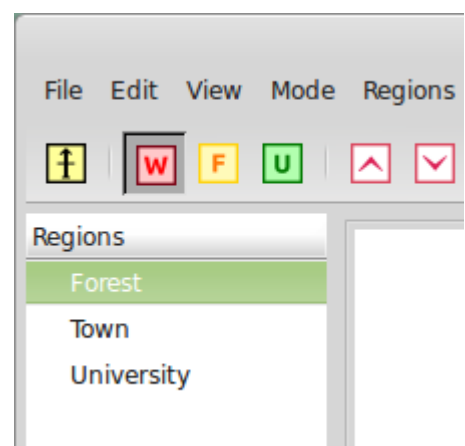 File Edit View Mode Regions
W F U
Regions
Forest
Town
University